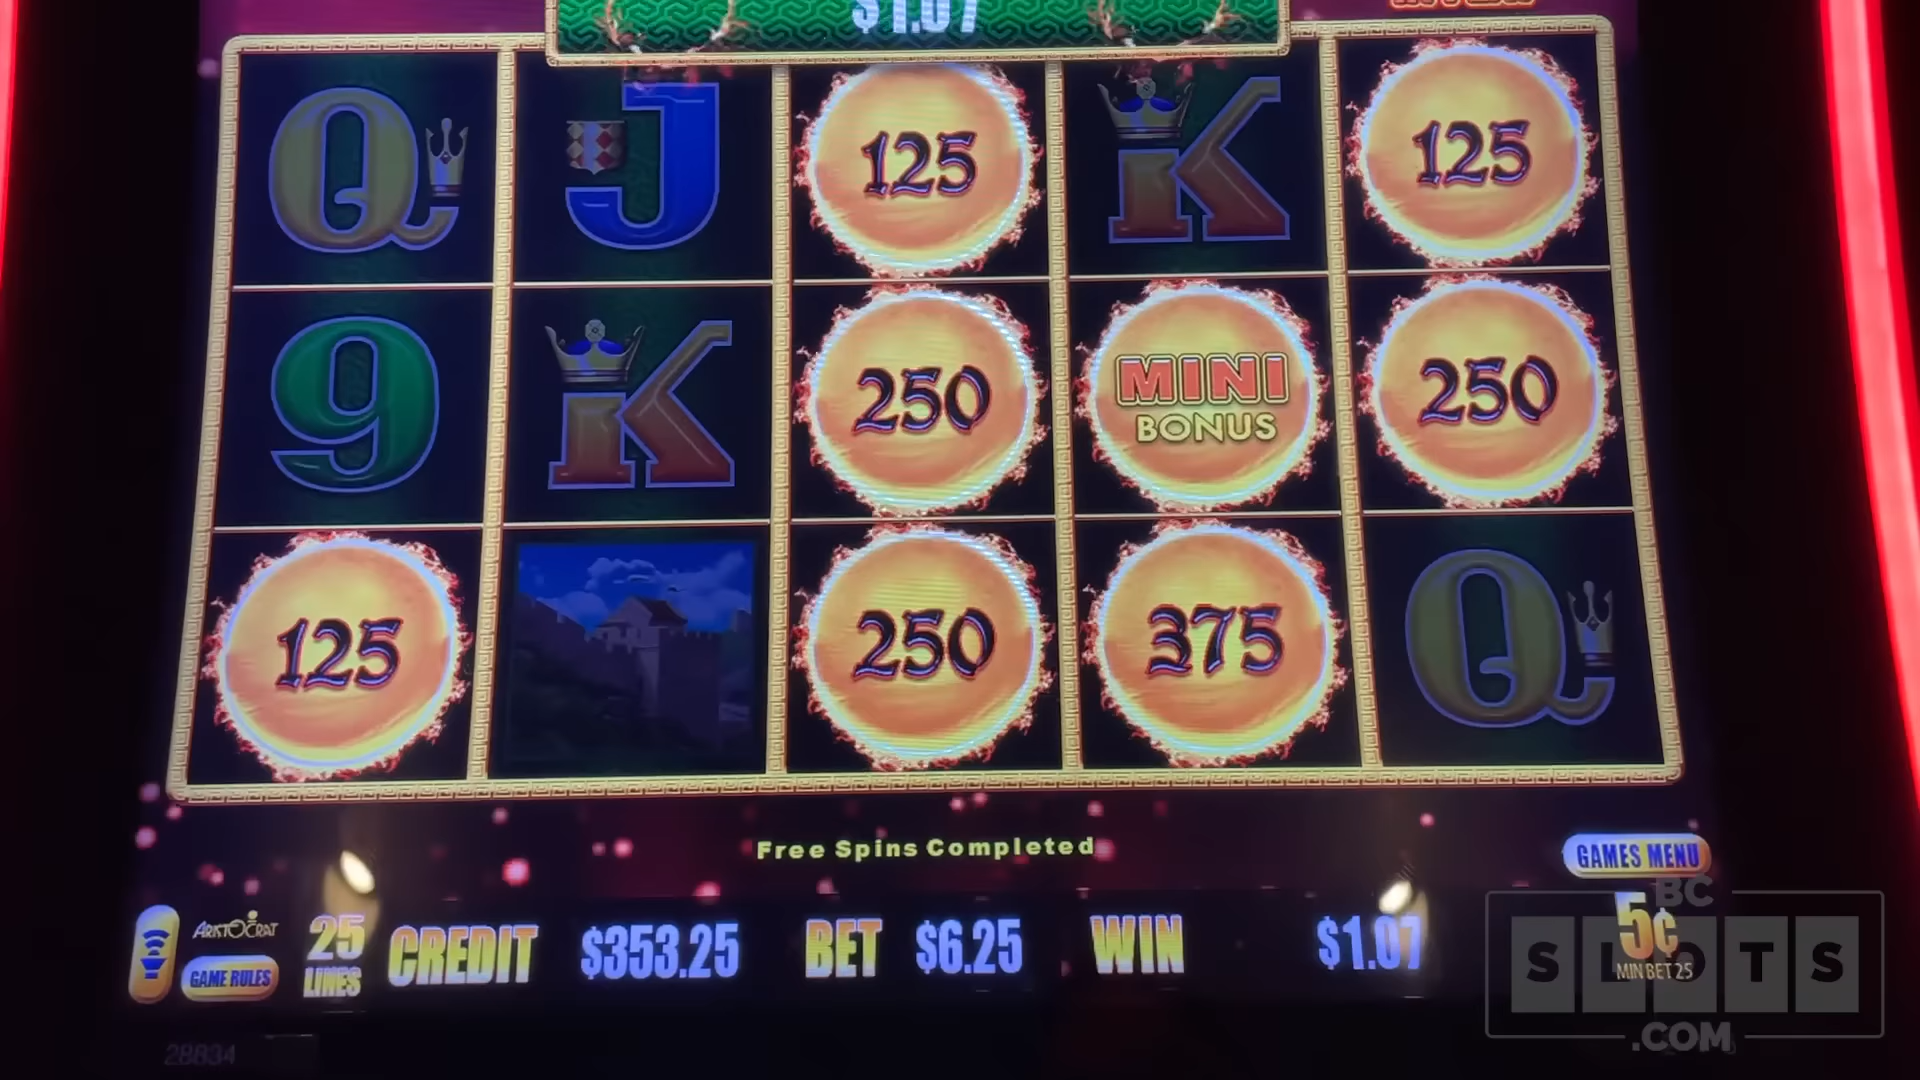 $1.07
Q J 125 K 125
9 K 250 MINI BONUS 250
125 250 375 Q
Free Spins Completed
GAMES MENU
ARISTOCRAT
GAME RULES
25 LINES
CREDIT $353.25 BET $6.25 WIN $1.07
5¢
MIN BET 25
BC
SLOTS
.COM
28834